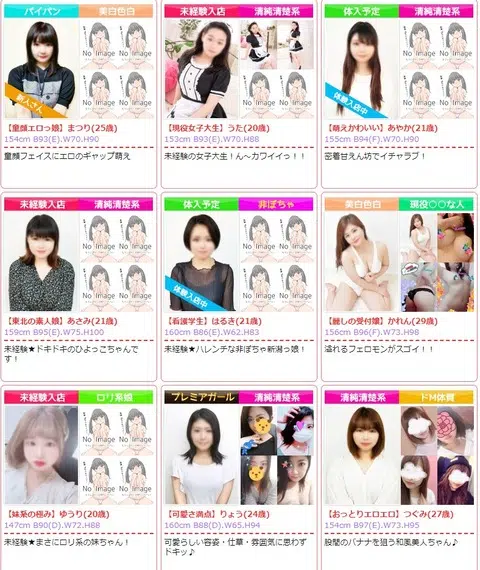 パイパン
美白色白
新人さん
No Image
No Image
No Image
No Image
【童顔エロっ娘】まつり(25歳)
154cm B93(E).W70.H90
童顔フェイスにエロのギャップ萌え
未経験入店
清純清楚系
No Image
No Image
【現役女子大生】うた(20歳)
153cm B93(E).W70.H90
未経験の女子大生！ん～カワイイっ！！
体入予定
清純清楚系
体験入店中
No Image
No Image
No Image
No Image
【萌えかわいい】あやか(21歳)
155cm B94(F).W70.H90
密着甘えん坊でイチャラブ！
未経験入店
清純清楚系
No Image
No Image
No Image
No Image
【東北の素人娘】あさみ(21歳)
159cm B95(E).W75.H100
未経験★ドキドキのひよっこちゃんで
す！
体入予定
非ぽちゃ
体験入店中
No Image
No Image
No Image
No Image
【看護学生】はるき(21歳)
160cm B86(E).W62.H83
未経験★ハレンチな非ぽちゃ新潟っ娘！
美白色白
現役〇〇な人
【麗しの受付嬢】かれん(29歳)
156cm B96(F).W73.H98
溢れるフェロモンがスゴイ！！
未経験入店
ロリ系娘
No Image
No Image
No Image
No Image
【妹系の極み】ゆうり(20歳)
147cm B90(D).W72.H88
未経験★まさにロリ系の妹ちゃん！
プレミアガール
清純清楚系
【可愛さ満点】りょう(24歳)
160cm B88(D).W65.H94
可愛らしい容姿・仕草・雰囲気に思わず
ドキッ♪
清純清楚系
ドM体質
【おっとりエロエロ】つぐみ(27歳)
154cm B97(E).W73.H95
股間のバナナを狙う和風美人ちゃん♪